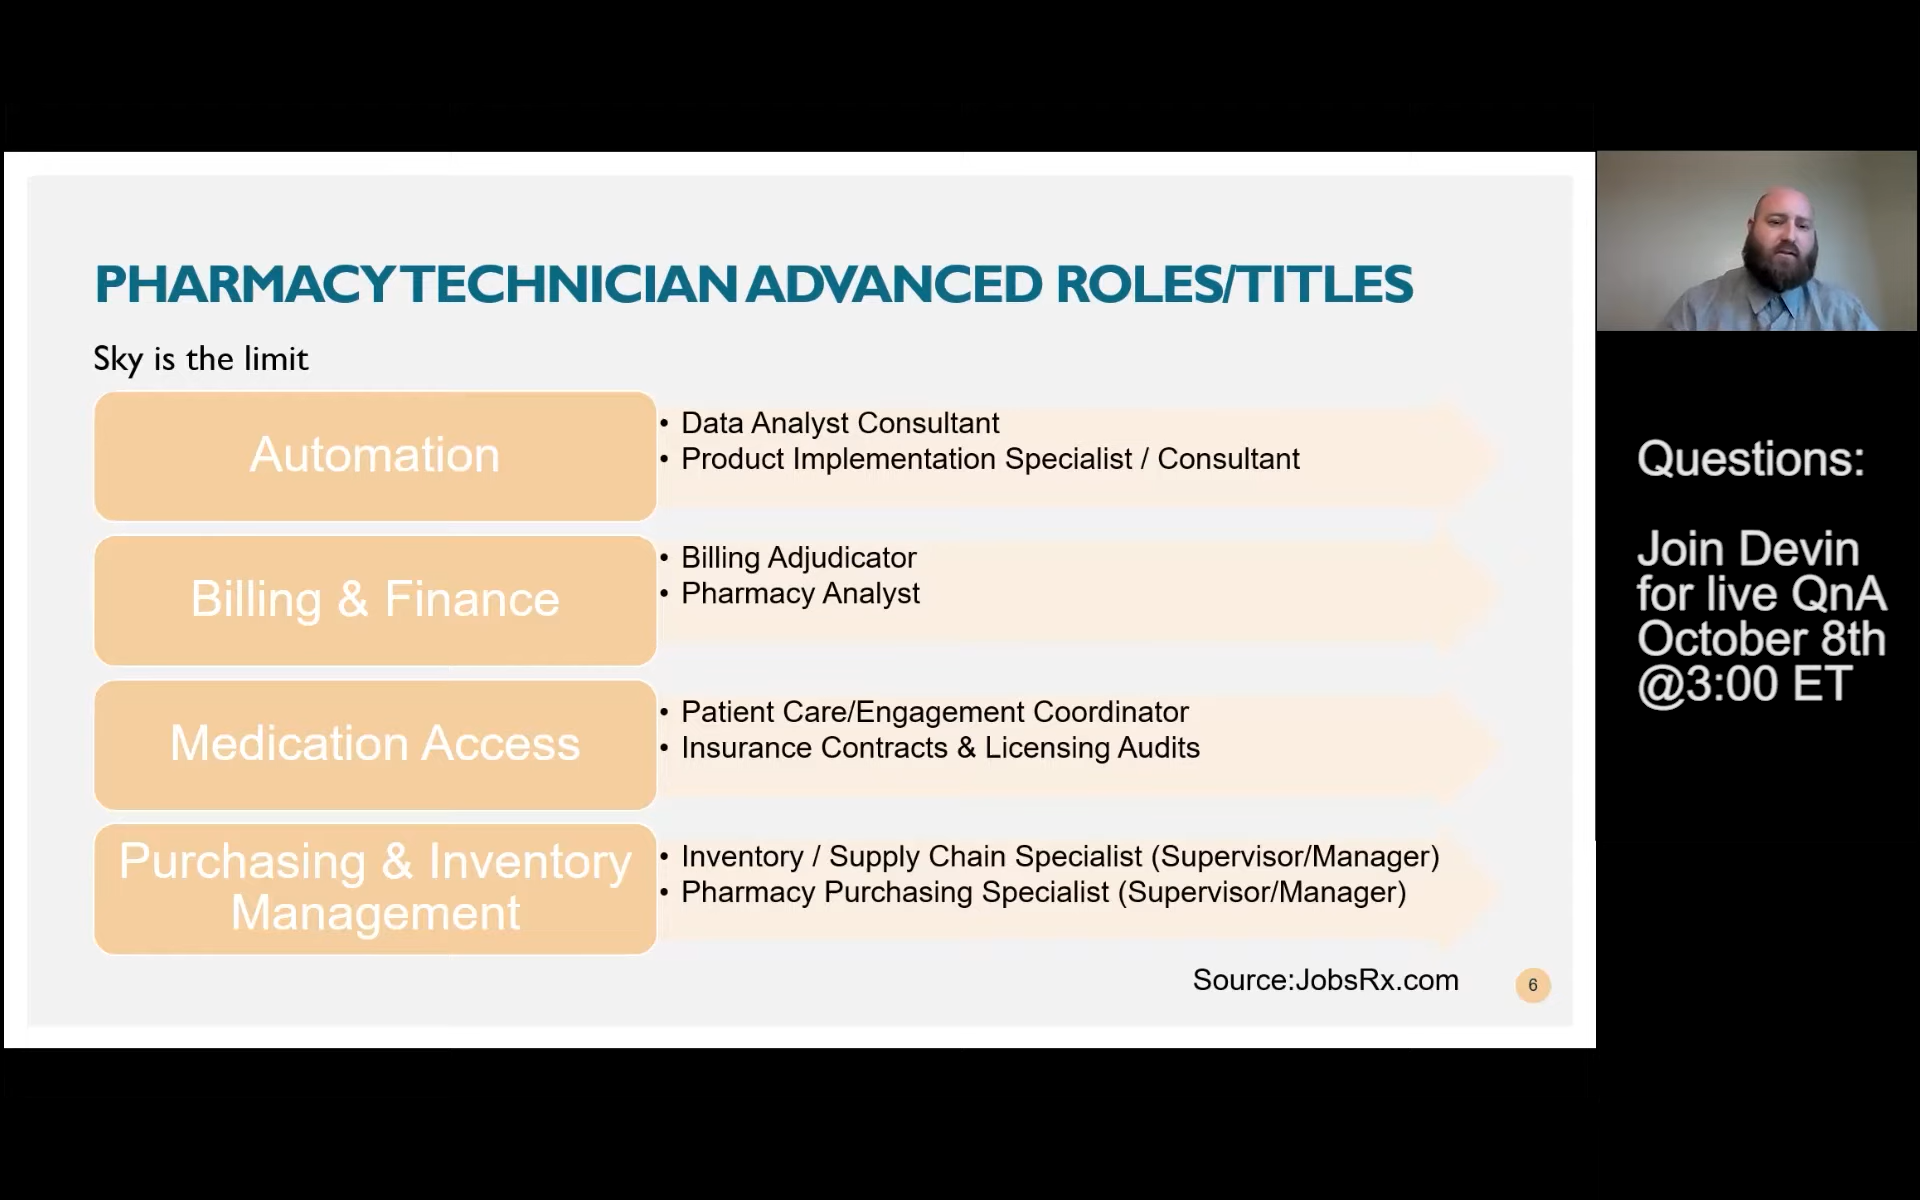 PHARMACY TECHNICIAN ADVANCED ROLES/TITLES
Sky is the limit
Automation
• Data Analyst Consultant
• Product Implementation Specialist / Consultant
Billing & Finance
• Billing Adjudicator
• Pharmacy Analyst
Medication Access
• Patient Care/Engagement Coordinator
• Insurance Contracts & Licensing Audits
Purchasing & Inventory
Management
• Inventory / Supply Chain Specialist (Supervisor/Manager)
• Pharmacy Purchasing Specialist (Supervisor/Manager)
Source:JobsRx.com
6
Questions:
Join Devin
for live QnA
October 8th
@3:00 ET